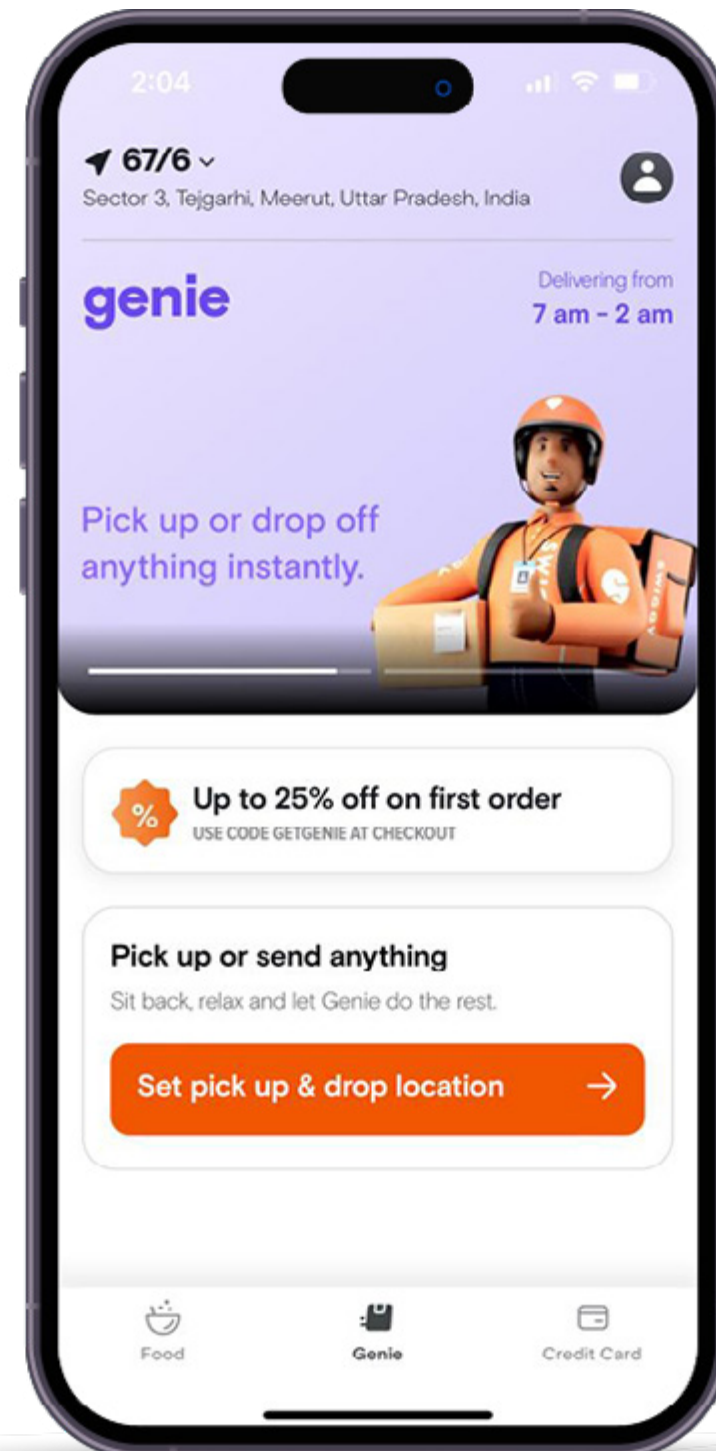 2:04
67/6
Sector 3, Tejgarhi, Meerut, Uttar Pradesh, India
genie
Delivering from
7 am - 2 am
Pick up or drop off
anything instantly.
SWIGGY
%
Up to 25% off on first order
USE CODE GETGENIE AT CHECKOUT
Pick up or send anything
Sit back, relax and let Genie do the rest.
Set pick up & drop location
Food
Genie
Credit Card